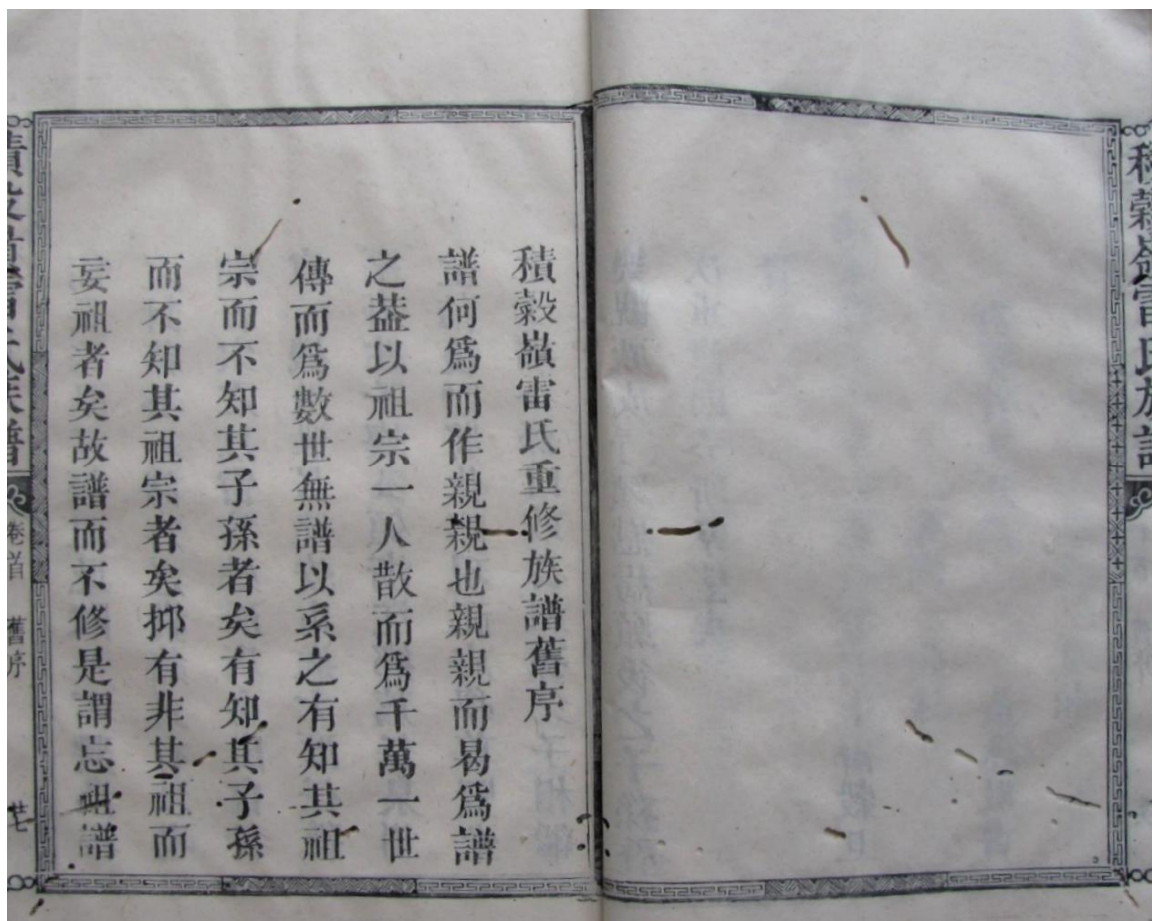 積穀嶺雷氏族譜
積穀嶺雷氏重修族譜舊序
譜何爲而作親親也親親而曷爲譜
之葢以祖宗一人散而爲千萬一世
傳而爲數世無譜以系之有知其祖
宗而不知其子孫者矣有知其子孫
而不知其祖宗者矣抑有非其祖而
妄祖者矣故譜而不修是謂忘祖譜
積穀嶺雷氏族譜
卷首
舊序